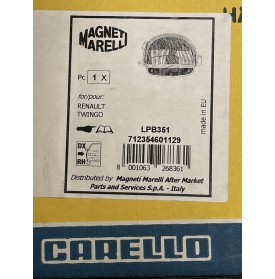 MAGNETI
MARELLI
Pc 1 X
for/pour:
RENAULT
TWINGO
LPB351
712354601129
made in EU
DX
RH
8 001063 268361
Distributed by Magneti Marelli After Market
Parts and Services S.p.A. - Italy
CARELLO